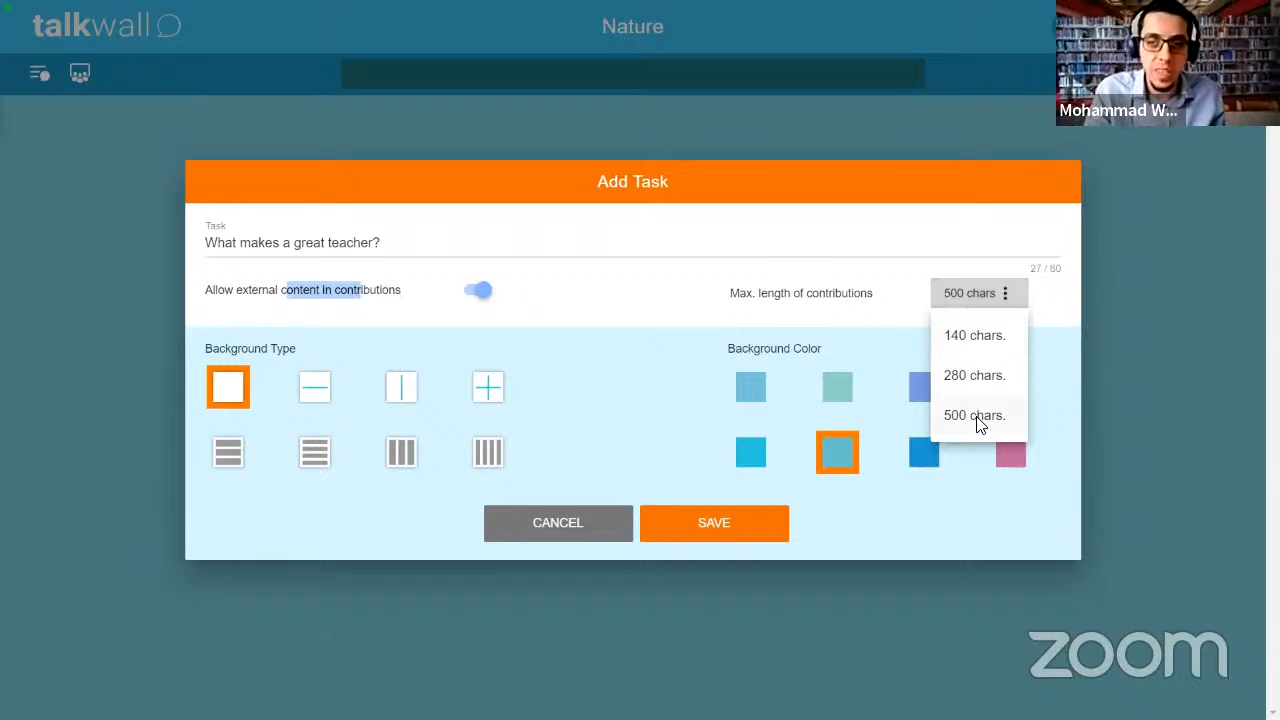 talkwall
Nature
Mohammad W...
Add Task
Task
What makes a great teacher?
27 / 60
Allow external content in contributions
Max. length of contributions
500 chars
140 chars.
280 chars.
500 chars.
Background Type
Background Color
CANCEL
SAVE
zoom